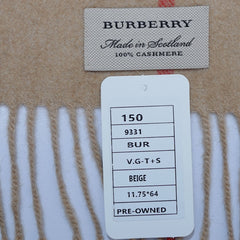 BURBERRY
Made in Scotland
100% CASHMERE
150
9331
BUR
V.G-T+S
BEIGE
11.75*64
PRE-OWNED